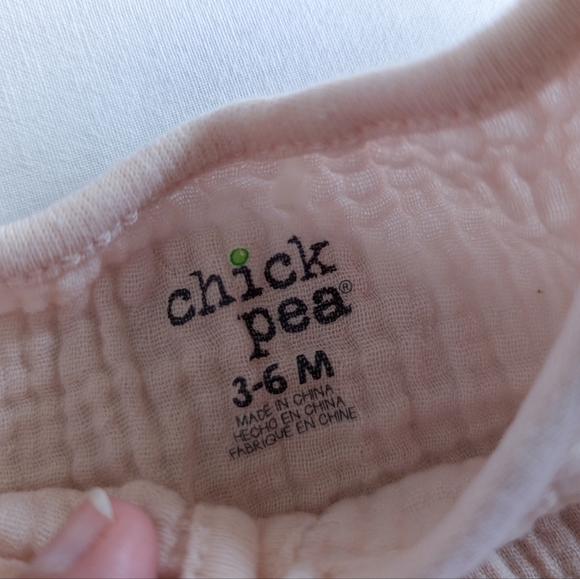 chick
pea®
3-6 M
MADE IN CHINA
HECHO EN CHINA
FABRIQUE EN CHINE